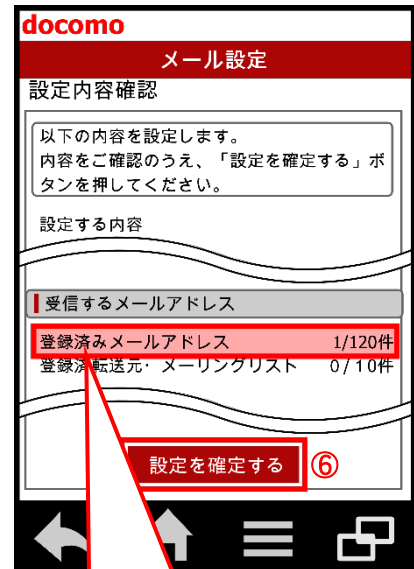 docomo
メール設定
設定内容確認
以下の内容を設定します。
内容をご確認のうえ、「設定を確定する」ボ
タンを押してください。
設定する内容
受信するメールアドレス
登録済みメールアドレス 1/120件
登録済転送元・メーリングリスト 0/10件
設定を確定する ⑥